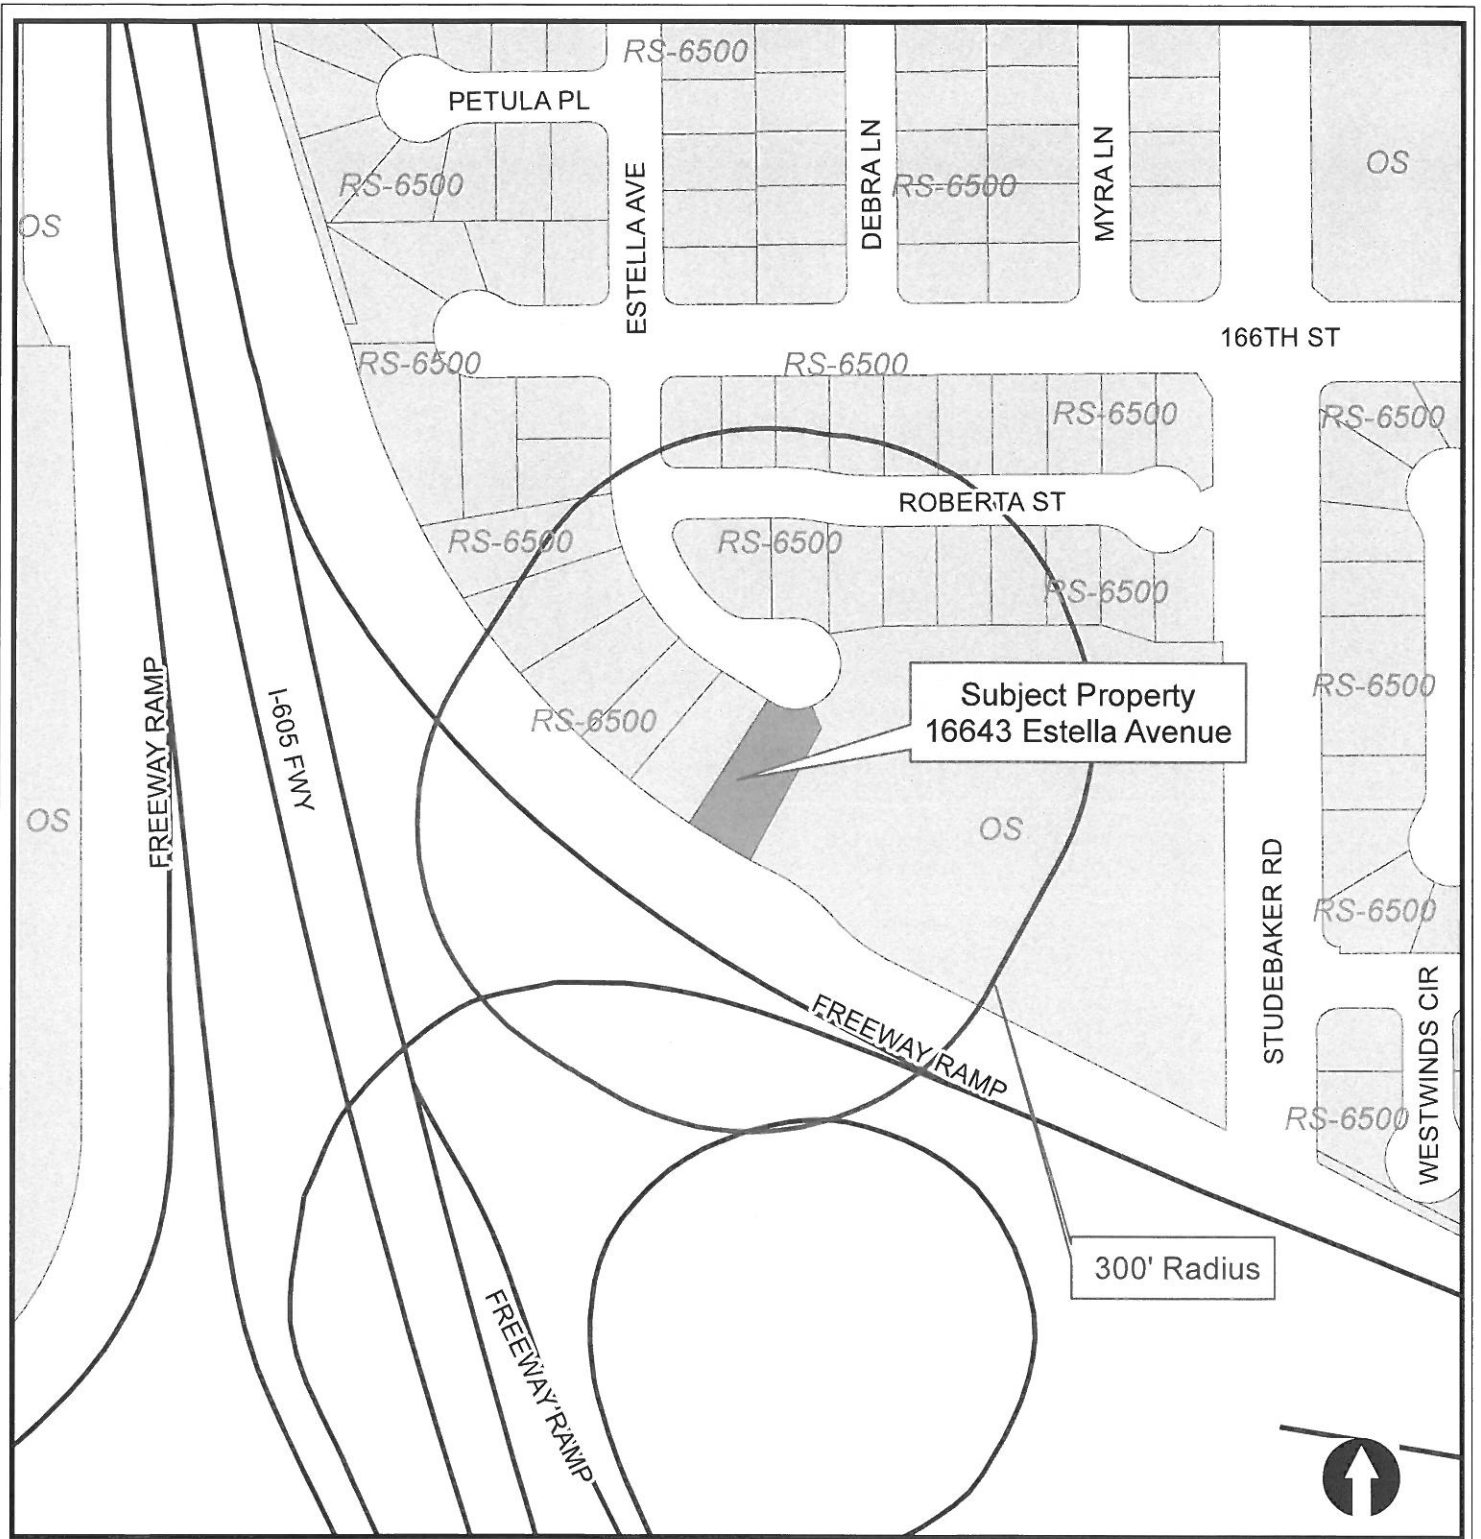 RS-6500
PETULA PL
DEBRA LN
MYRA LN
OS
RS-6500
RS-6500
ESTELLA AVE
OS
166TH ST
RS-6500
RS-6500
RS-6500
RS-6500
ROBERTA ST
RS-6500
RS-6500
RS-6500
Subject Property
16643 Estella Avenue
RS-6500
RS-6500
FREEWAY RAMP
I-605 FWY
OS
OS
STUDEBAKER RD
RS-6500
FREEWAY RAMP
WESTWINDS CIR
RS-6500
300' Radius
FREEWAY RAMP